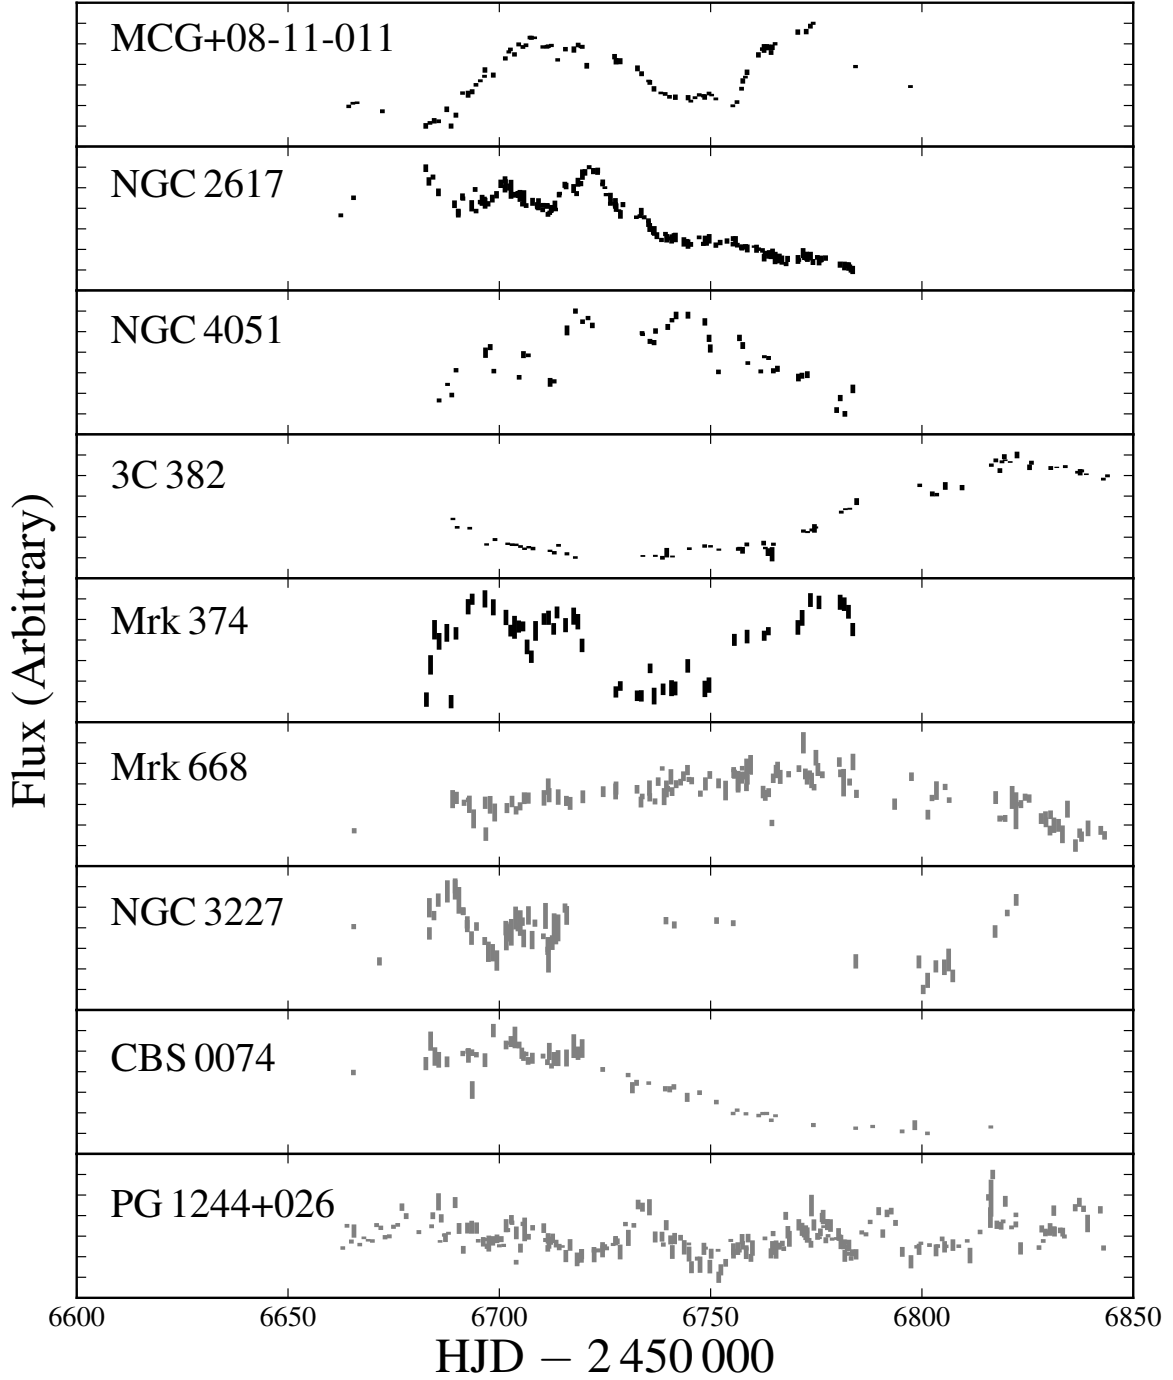 MCG+08-11-011
NGC 2617
NGC 4051
3C 382
Mrk 374
Mrk 668
NGC 3227
CBS 0074
PG 1244+026
Flux (Arbitrary)
6600 6650 6700 6750 6800 6850
HJD − 2 450 000